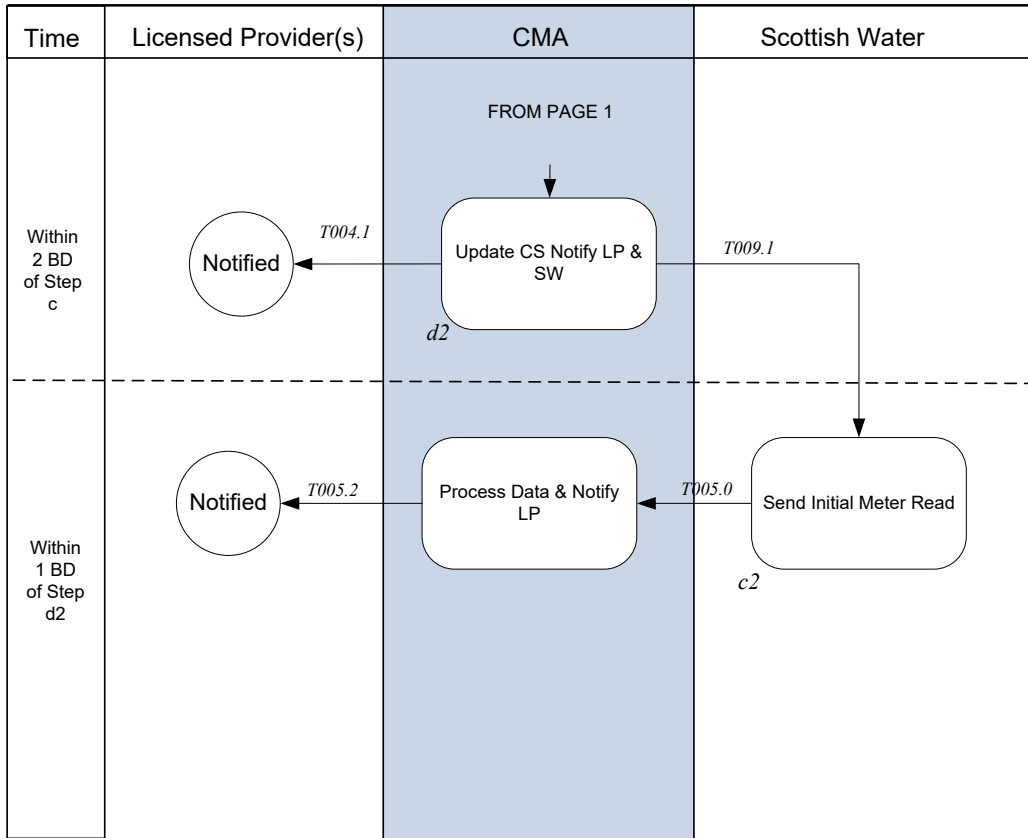 Time
Licensed Provider(s)
CMA
Scottish Water
FROM PAGE 1
Within
2 BD
of Step
c
Notified
T004.1
Update CS Notify LP &
SW
T009.1
d2
Within
1 BD
of Step
d2
Notified
T005.2
Process Data & Notify
LP
T005.0
Send Initial Meter Read
c2